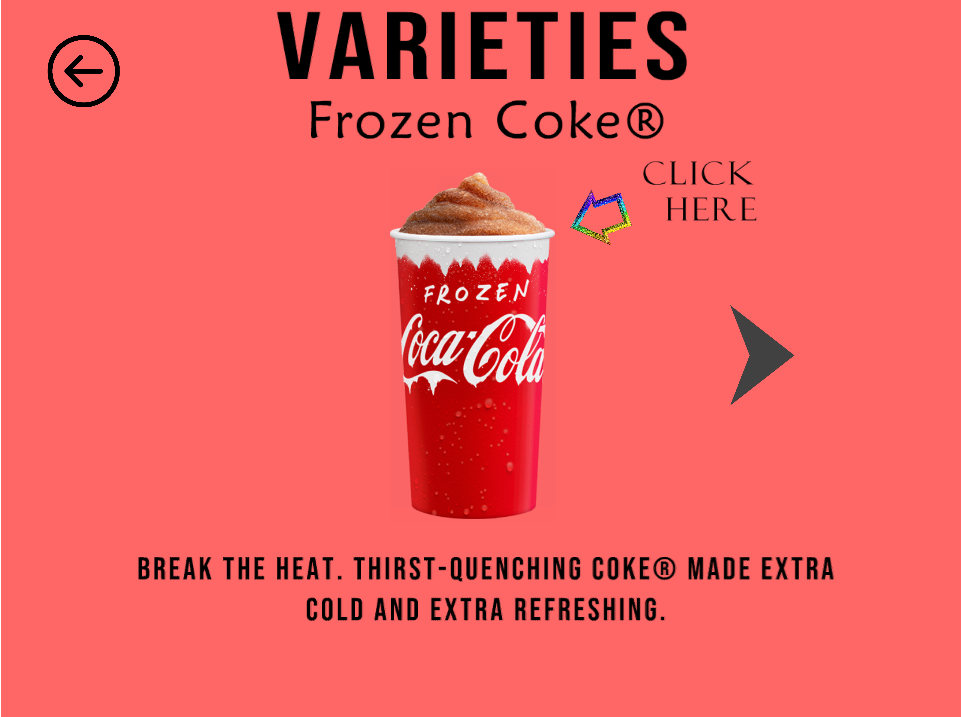 VARIETIES
Frozen Coke®
CLICK
HERE
FROZEN
Coca-Cola
BREAK THE HEAT. THIRST-QUENCHING COKE® MADE EXTRA
COLD AND EXTRA REFRESHING.